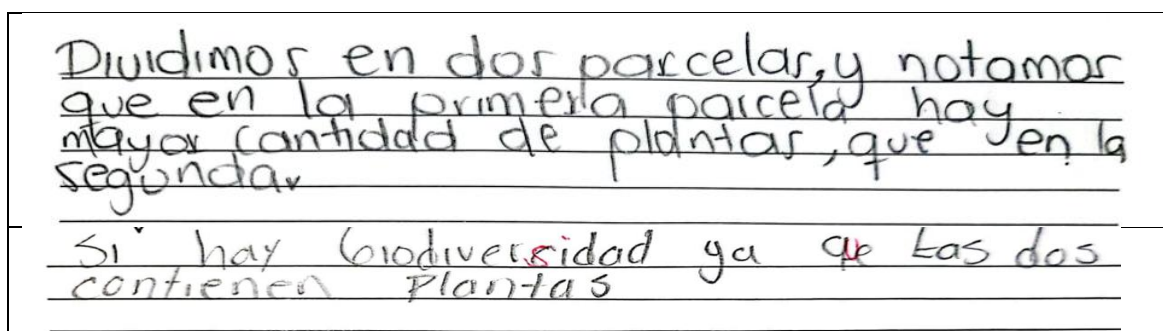 Dividimos en dos parcelas, y notamos
que en la primera parcela hay
mayor cantidad de plantas, que en la
segunda.
Si hay biodiversidad ya qe las dos
contienen Plantas